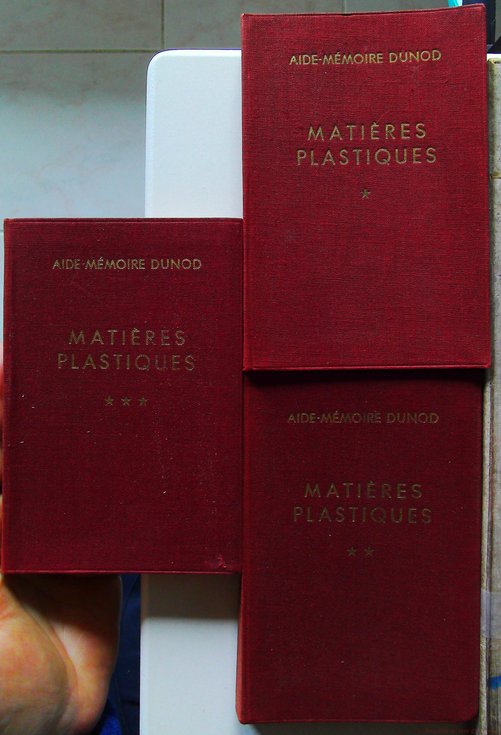 AIDE-MÉMOIRE DUNOD
MATIÈRES
PLASTIQUES
★
AIDE-MÉMOIRE DUNOD
MATIÈRES
PLASTIQUES
★ ★ ★
AIDE-MÉMOIRE DUNOD
MATIÈRES
PLASTIQUES
★ ★